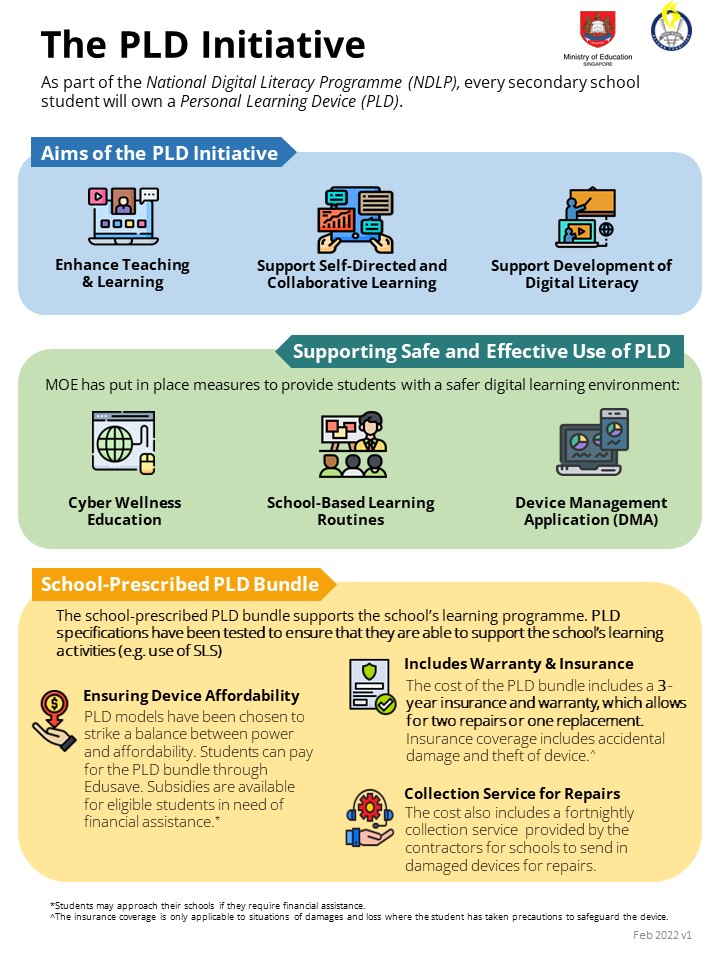 The PLD Initiative
Ministry of Education
SINGAPORE
As part of the National Digital Literacy Programme (NDLP), every secondary school
student will own a Personal Learning Device (PLD).
Aims of the PLD Initiative
Enhance Teaching
& Learning
Support Self-Directed and
Collaborative Learning
Support Development of
Digital Literacy
Supporting Safe and Effective Use of PLD
MOE has put in place measures to provide students with a safer digital learning environment:
Cyber Wellness
Education
School-Based Learning
Routines
Device Management
Application (DMA)
School-Prescribed PLD Bundle
The school-prescribed PLD bundle supports the school's learning programme. PLD
specifications have been tested to ensure that they are able to support the school's learning
activities (e.g. use of SLS)
Ensuring Device Affordability
PLD models have been chosen to
strike a balance between power
and affordability. Students can pay
for the PLD bundle through
Edusave. Subsidies are available
for eligible students in need of
financial assistance.*
Includes Warranty & Insurance
The cost of the PLD bundle includes a 3-
year insurance and warranty, which allows
for two repairs or one replacement.
Insurance coverage includes accidental
damage and theft of device.^
Collection Service for Repairs
The cost also includes a fortnightly
collection service provided by the
contractors for schools to send in
damaged devices for repairs.
*Students may approach their schools if they require financial assistance.
^The insurance coverage is only applicable to situations of damages and loss where the student has taken precautions to safeguard the device.
Feb 2022 v1